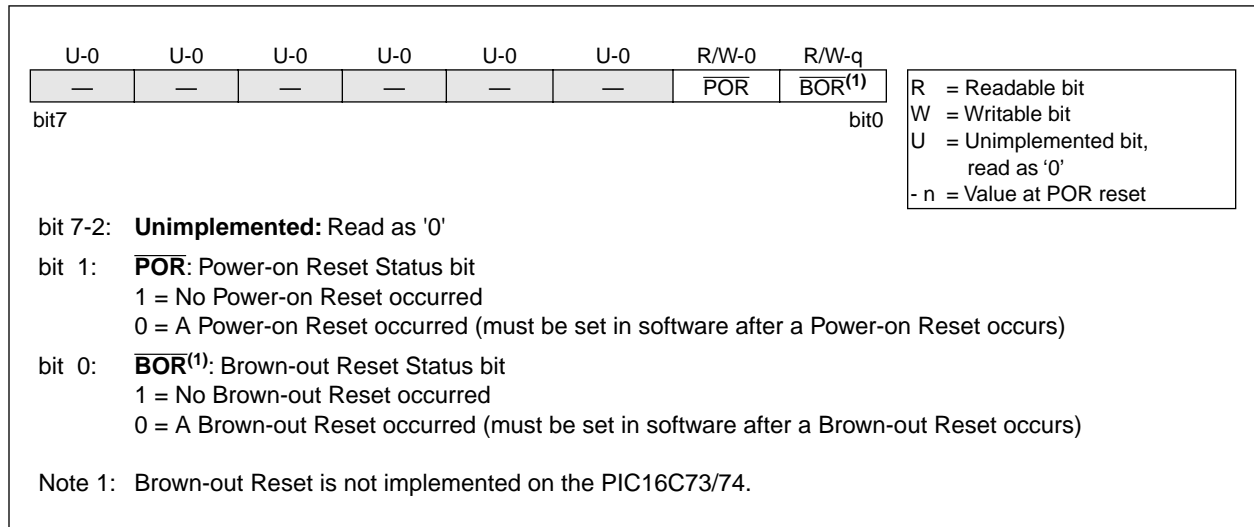 U-0 U-0 U-0 U-0 U-0 U-0 R/W-0 R/W-q
— — — — — — POR BOR(1)
bit7 bit0
R = Readable bit
W = Writable bit
U = Unimplemented bit,
read as ‘0’
- n = Value at POR reset
bit 7-2: Unimplemented: Read as '0'
bit 1: POR: Power-on Reset Status bit
1 = No Power-on Reset occurred
0 = A Power-on Reset occurred (must be set in software after a Power-on Reset occurs)
bit 0: BOR(1): Brown-out Reset Status bit
1 = No Brown-out Reset occurred
0 = A Brown-out Reset occurred (must be set in software after a Brown-out Reset occurs)
Note 1: Brown-out Reset is not implemented on the PIC16C73/74.